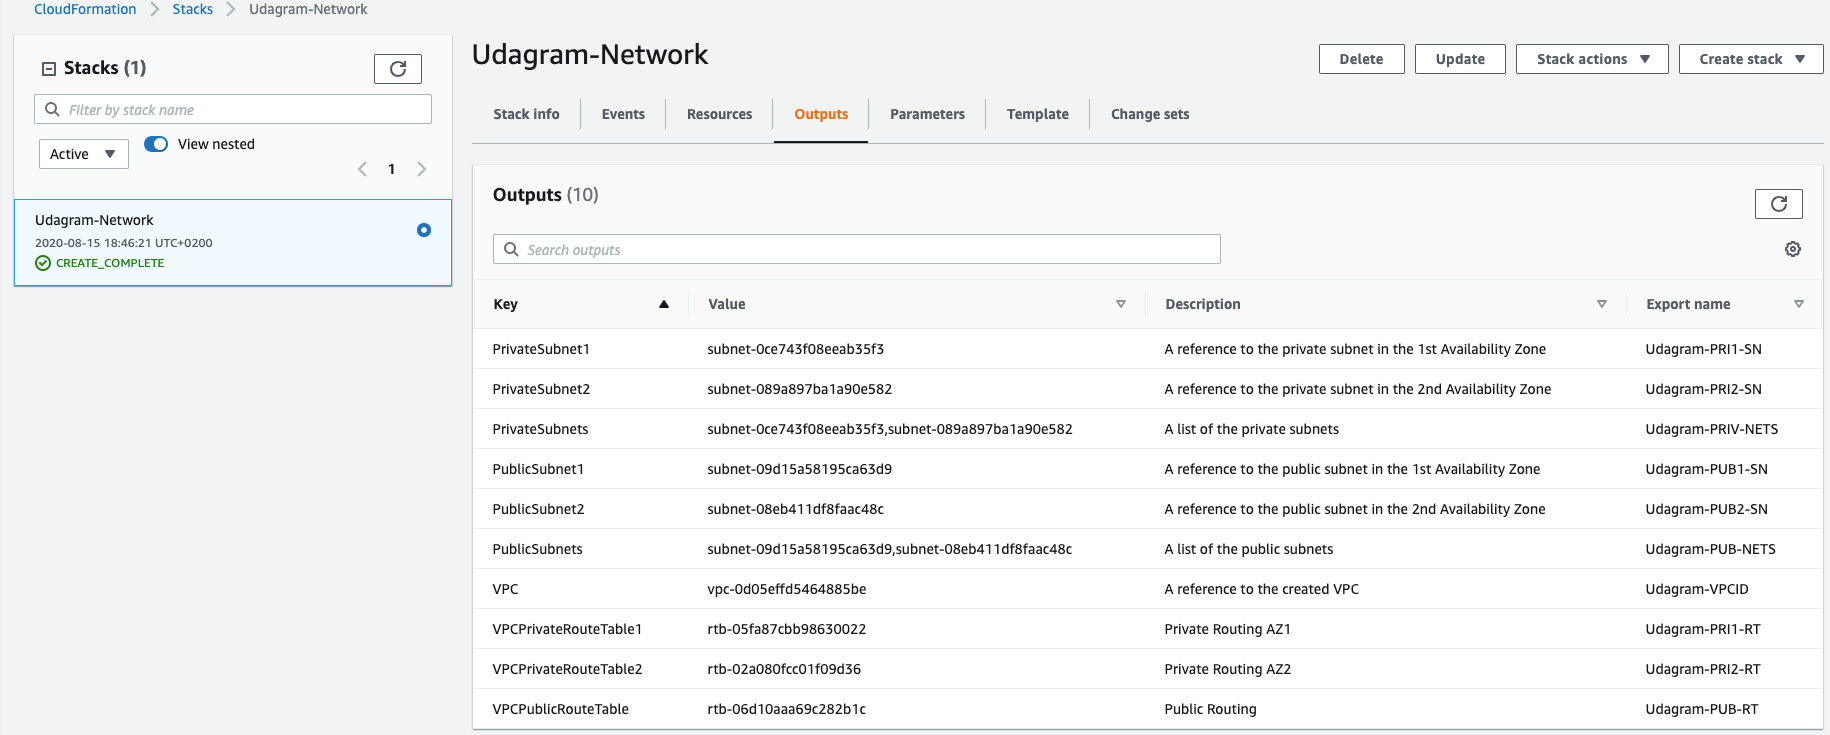 CloudFormation > Stacks > Udagram-Network
Stacks (1)
Filter by stack name
Active
View nested
1
Udagram-Network
2020-08-15 18:46:21 UTC+0200
CREATE_COMPLETE
Udagram-Network
Delete Update Stack actions Create stack
Stack info Events Resources Outputs Parameters Template Change sets
Outputs (10)
Search outputs
Key Value Description Export name
PrivateSubnet1 subnet-0ce743f08eeab35f3 A reference to the private subnet in the 1st Availability Zone Udagram-PRI1-SN
PrivateSubnet2 subnet-089a897ba1a90e582 A reference to the private subnet in the 2nd Availability Zone Udagram-PRI2-SN
PrivateSubnets subnet-0ce743f08eeab35f3,subnet-089a897ba1a90e582 A list of the private subnets Udagram-PRIV-NETS
PublicSubnet1 subnet-09d15a58195ca63d9 A reference to the public subnet in the 1st Availability Zone Udagram-PUB1-SN
PublicSubnet2 subnet-08eb411df8faac48c A reference to the public subnet in the 2nd Availability Zone Udagram-PUB2-SN
PublicSubnets subnet-09d15a58195ca63d9,subnet-08eb411df8faac48c A list of the public subnets Udagram-PUB-NETS
VPC vpc-0d05effd5464885be A reference to the created VPC Udagram-VPCID
VPCPrivateRouteTable1 rtb-05fa87cbb98630022 Private Routing AZ1 Udagram-PRI1-RT
VPCPrivateRouteTable2 rtb-02a080fcc01f09d36 Private Routing AZ2 Udagram-PRI2-RT
VPCPublicRouteTable rtb-06d10aaa69c282b1c Public Routing Udagram-PUB-RT